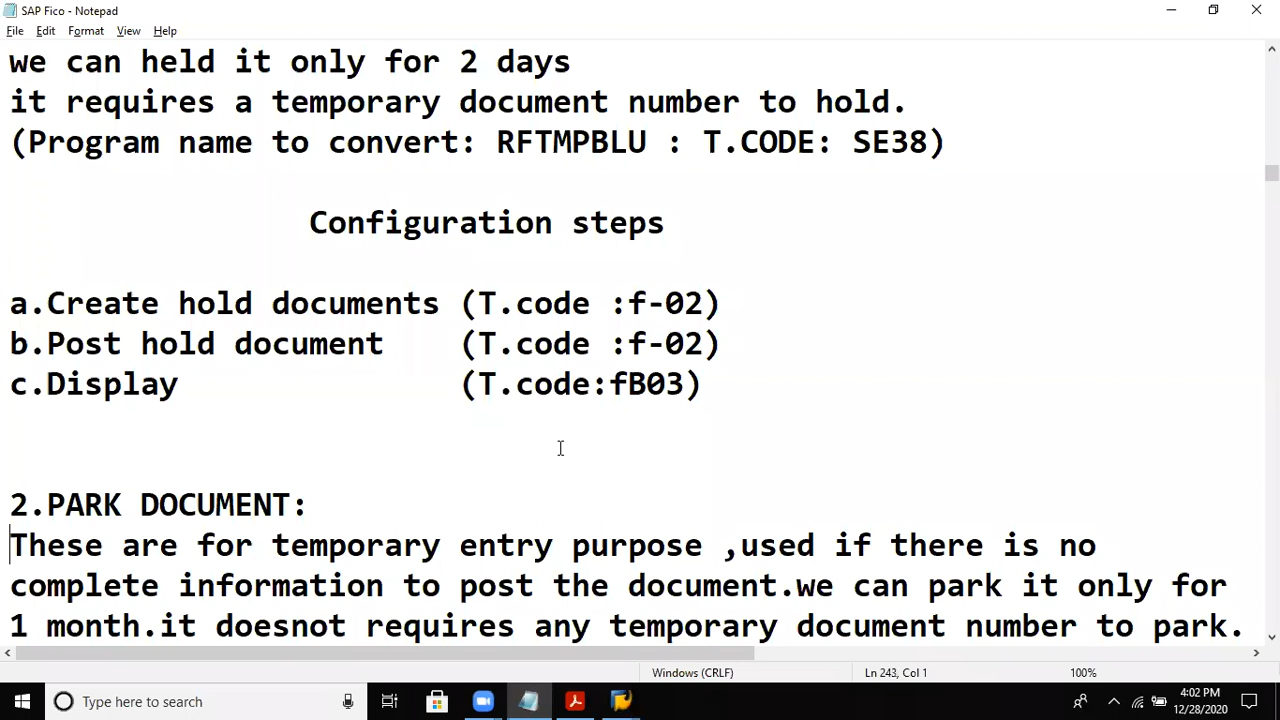 SAP Fico - Notepad
File Edit Format View Help
we can held it only for 2 days
it requires a temporary document number to hold.
(Program name to convert: RFTMPBLU : T.CODE: SE38)
Configuration steps
a.Create hold documents (T.code :f-02)
b.Post hold document (T.code :f-02)
c.Display (T.code:fB03)
2.PARK DOCUMENT:
These are for temporary entry purpose ,used if there is no
complete information to post the document.we can park it only for
1 month.it doesnot requires any temporary document number to park.
Windows (CRLF) Ln 243, Col 1 100%
Type here to search
4:02 PM
12/28/2020